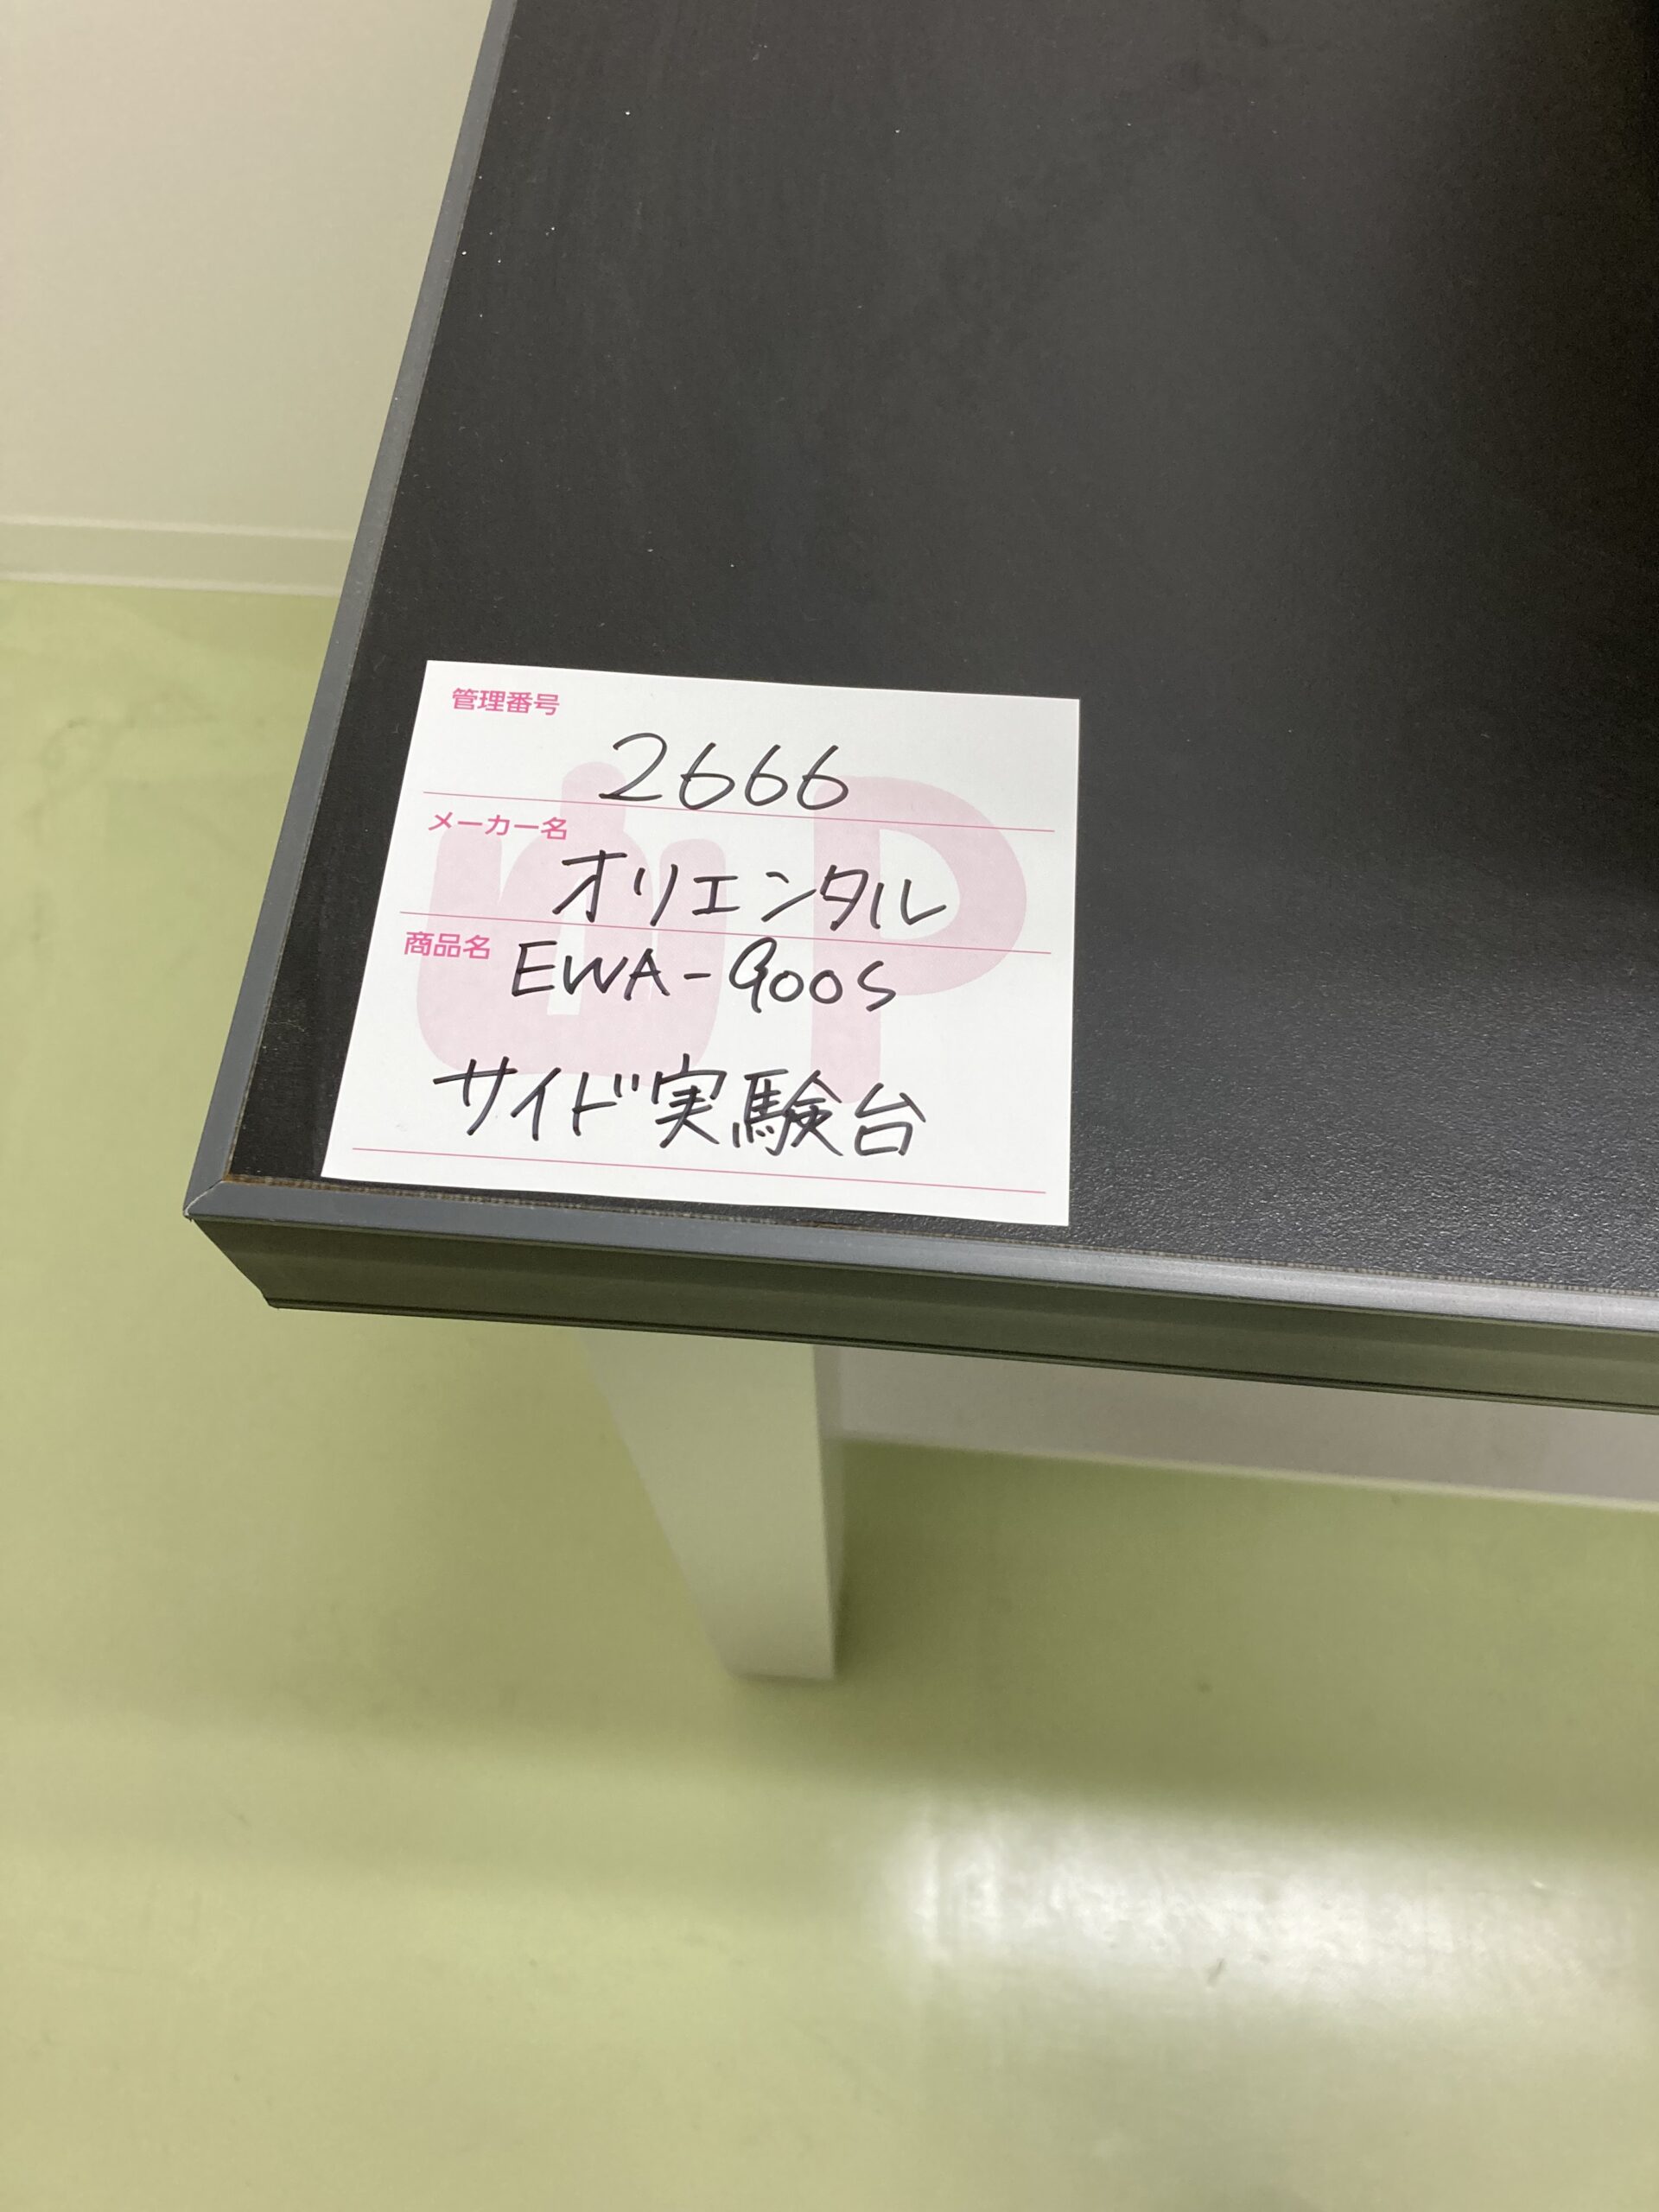 管理番号
2666
メーカー名
オリエンタル
商品名 EWA-900S
サイド実験台